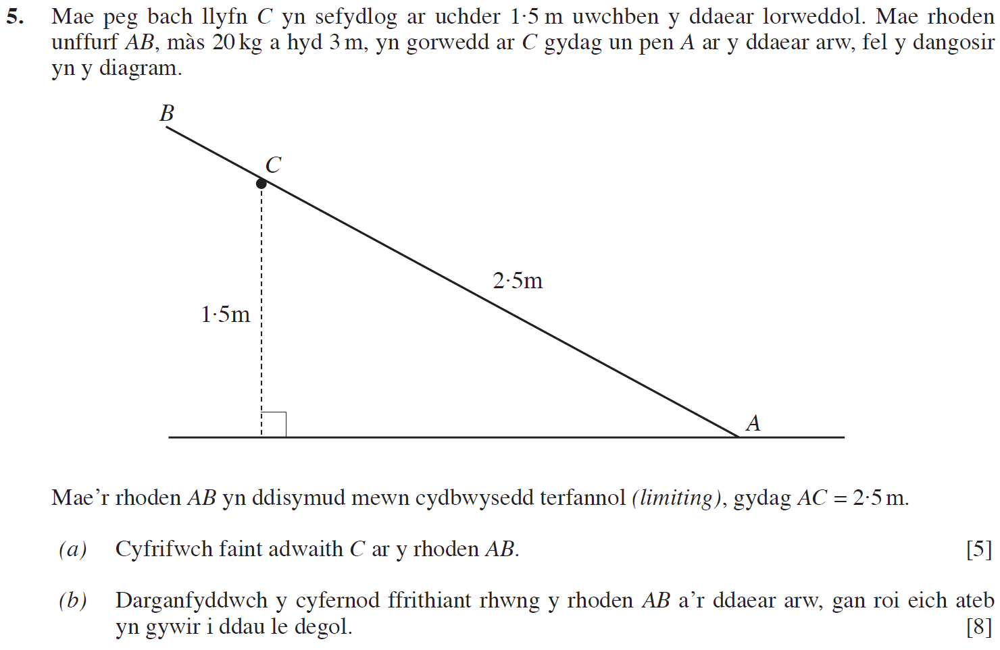 5. Mae peg bach llyfn C yn sefydlog ar uchder 1·5 m uwchben y ddaear lorweddol. Mae rhoden
unffurf AB, màs 20 kg a hyd 3 m, yn gorwedd ar C gydag un pen A ar y ddaear arw, fel y dangosir
yn y diagram.
B
C
2·5m
1·5m
A
Mae’r rhoden AB yn ddisymud mewn cydbwysedd terfannol (limiting), gydag AC = 2·5 m.
(a) Cyfrifwch faint adwaith C ar y rhoden AB. [5]
(b) Darganfyddwch y cyfernod ffrithiant rhwng y rhoden AB a’r ddaear arw, gan roi eich ateb
yn gywir i ddau le degol. [8]